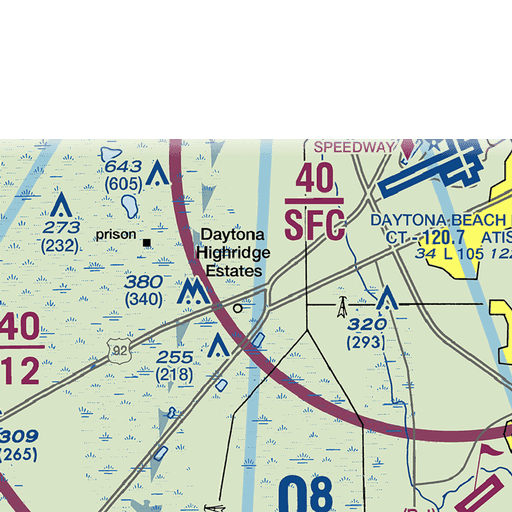 SPEEDWAY
643
(605)
40
SFC
273
(232)
prison
Daytona
Highridge
Estates
DAYTONA BEACH
CT - 120.7 ATIS
34 L 105 122
380
(340)
320
(293)
40
12
92
255
(218)
309
(265)
08